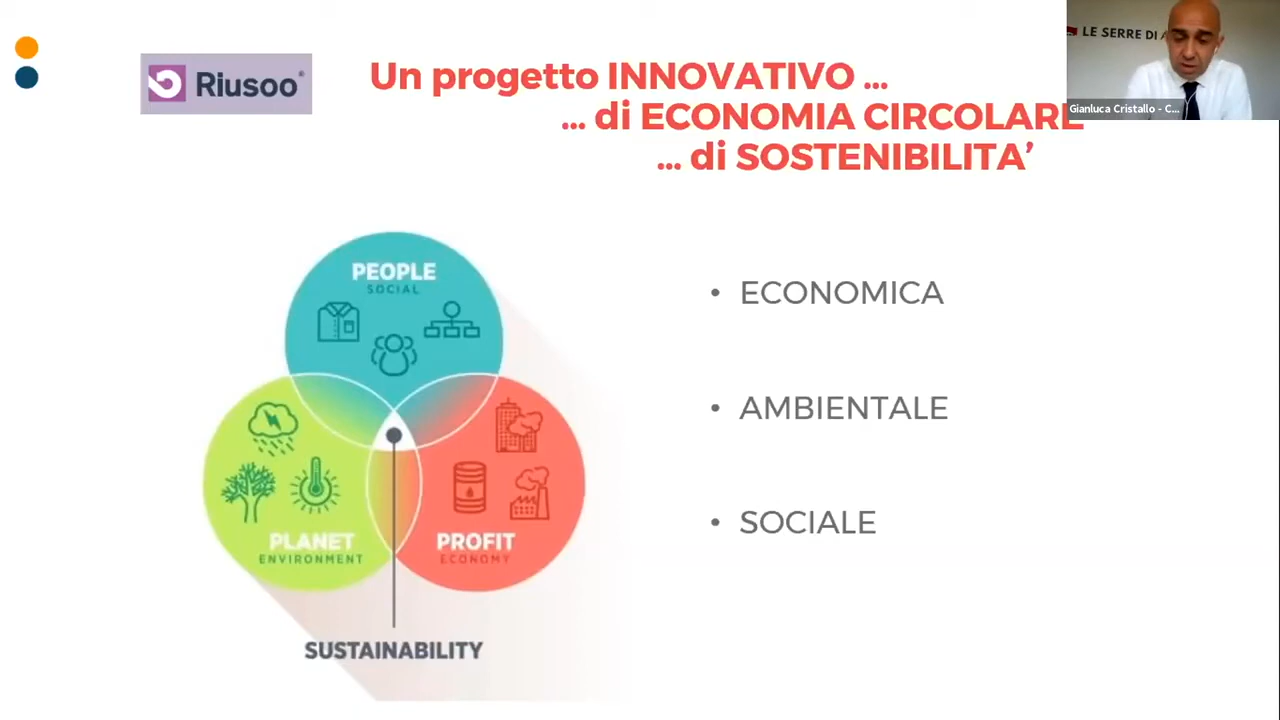 Riusoo®
Un progetto INNOVATIVO ...
... di ECONOMIA CIRCOLARE
... di SOSTENIBILITA’
LE SERRE DI
Gianluca Cristallo - C...
PEOPLE
SOCIAL
PLANET
ENVIRONMENT
PROFIT
ECONOMY
SUSTAINABILITY
• ECONOMICA
• AMBIENTALE
• SOCIALE